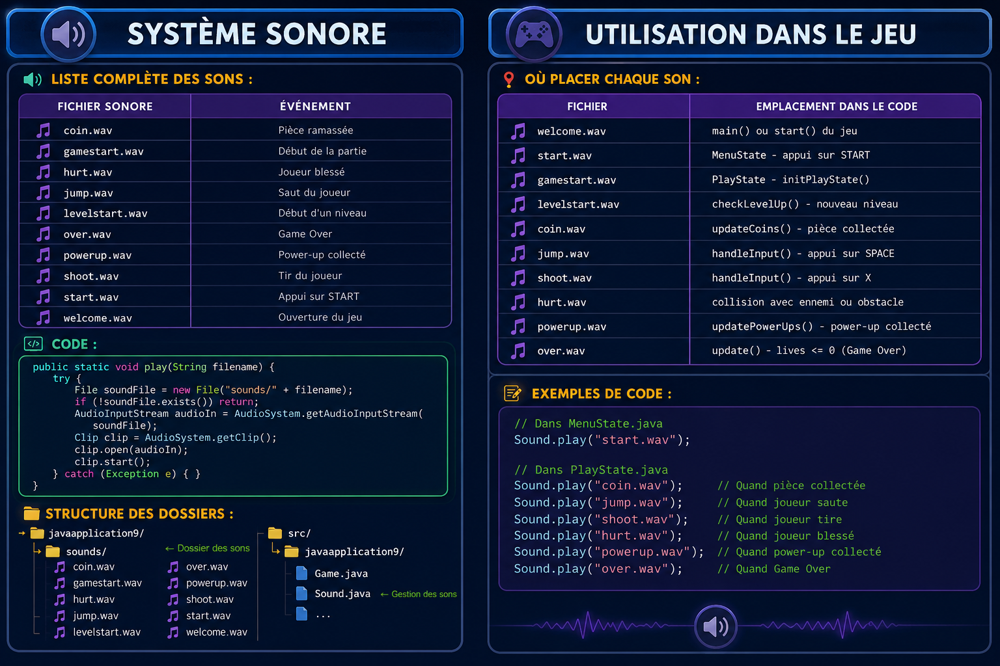 SYSTÈME SONORE
LISTE COMPLÈTE DES SONS :
FICHIER SONORE ÉVÉNEMENT
coin.wav Pièce ramassée
gamestart.wav Début de la partie
hurt.wav Joueur blessé
jump.wav Saut du joueur
levelstart.wav Début d'un niveau
over.wav Game Over
powerup.wav Power-up collecté
shoot.wav Tir du joueur
start.wav Appui sur START
welcome.wav Ouverture du jeu
</> CODE :
public static void play(String filename) {
try {
File soundFile = new File("sounds/" + filename);
if (!soundFile.exists()) return;
AudioInputStream audioIn = AudioSystam.getAudioInputStream(
soundFile);
Clip clip = AudioSystem.getClip();
clip.open(audioIn);
clip.start();
} catch (Exception e) { }
}
STRUCTURE DES DOSSIERS :
javaapplication9/
sounds/ ← Dossier des sons
coin.wav over.wav
gamestart.wav powerup.wav
hurt.wav shoot.wav
jump.wav start.wav
levelstart.wav welcome.wav
src/
javaapplication9/
Game.java
Sound.java ← Gestion des sons
...
UTILISATION DANS LE JEU
OÙ PLACER CHAQUE SON :
FICHIER EMPLACEMENT DANS LE CODE
welcome.wav main() ou start() du jeu
start.wav MenuState - appui sur START
gamestart.wav PlayState - initPlayState()
levelstart.wav checkLevelUp() - nouveau niveau
coin.wav updateCoins() - pièce collectée
jump.wav handleInput() - appui sur SPACE
shoot.wav handleInput() - appui sur X
hurt.wav collision avec ennemi ou obstacle
powerup.wav updatePowerUps() - power-up collecté
over.wav update() - lives <= 0 (Game Over)
EXEMPLES DE CODE :
// Dans MenuState.java
Sound.play("start.wav");
// Dans PlayState.java
Sound.play("coin.wav"); // Quand pièce collectée
Sound.play("jump.wav"); // Quand joueur saute
Sound.play("shoot.wav"); // Quand joueur tire
Sound.play("hurt.wav"); // Quand joueur blessé
Sound.play("powerup.wav"); // Quand power-up collecté
Sound.play("over.wav"); // Quand Game Over